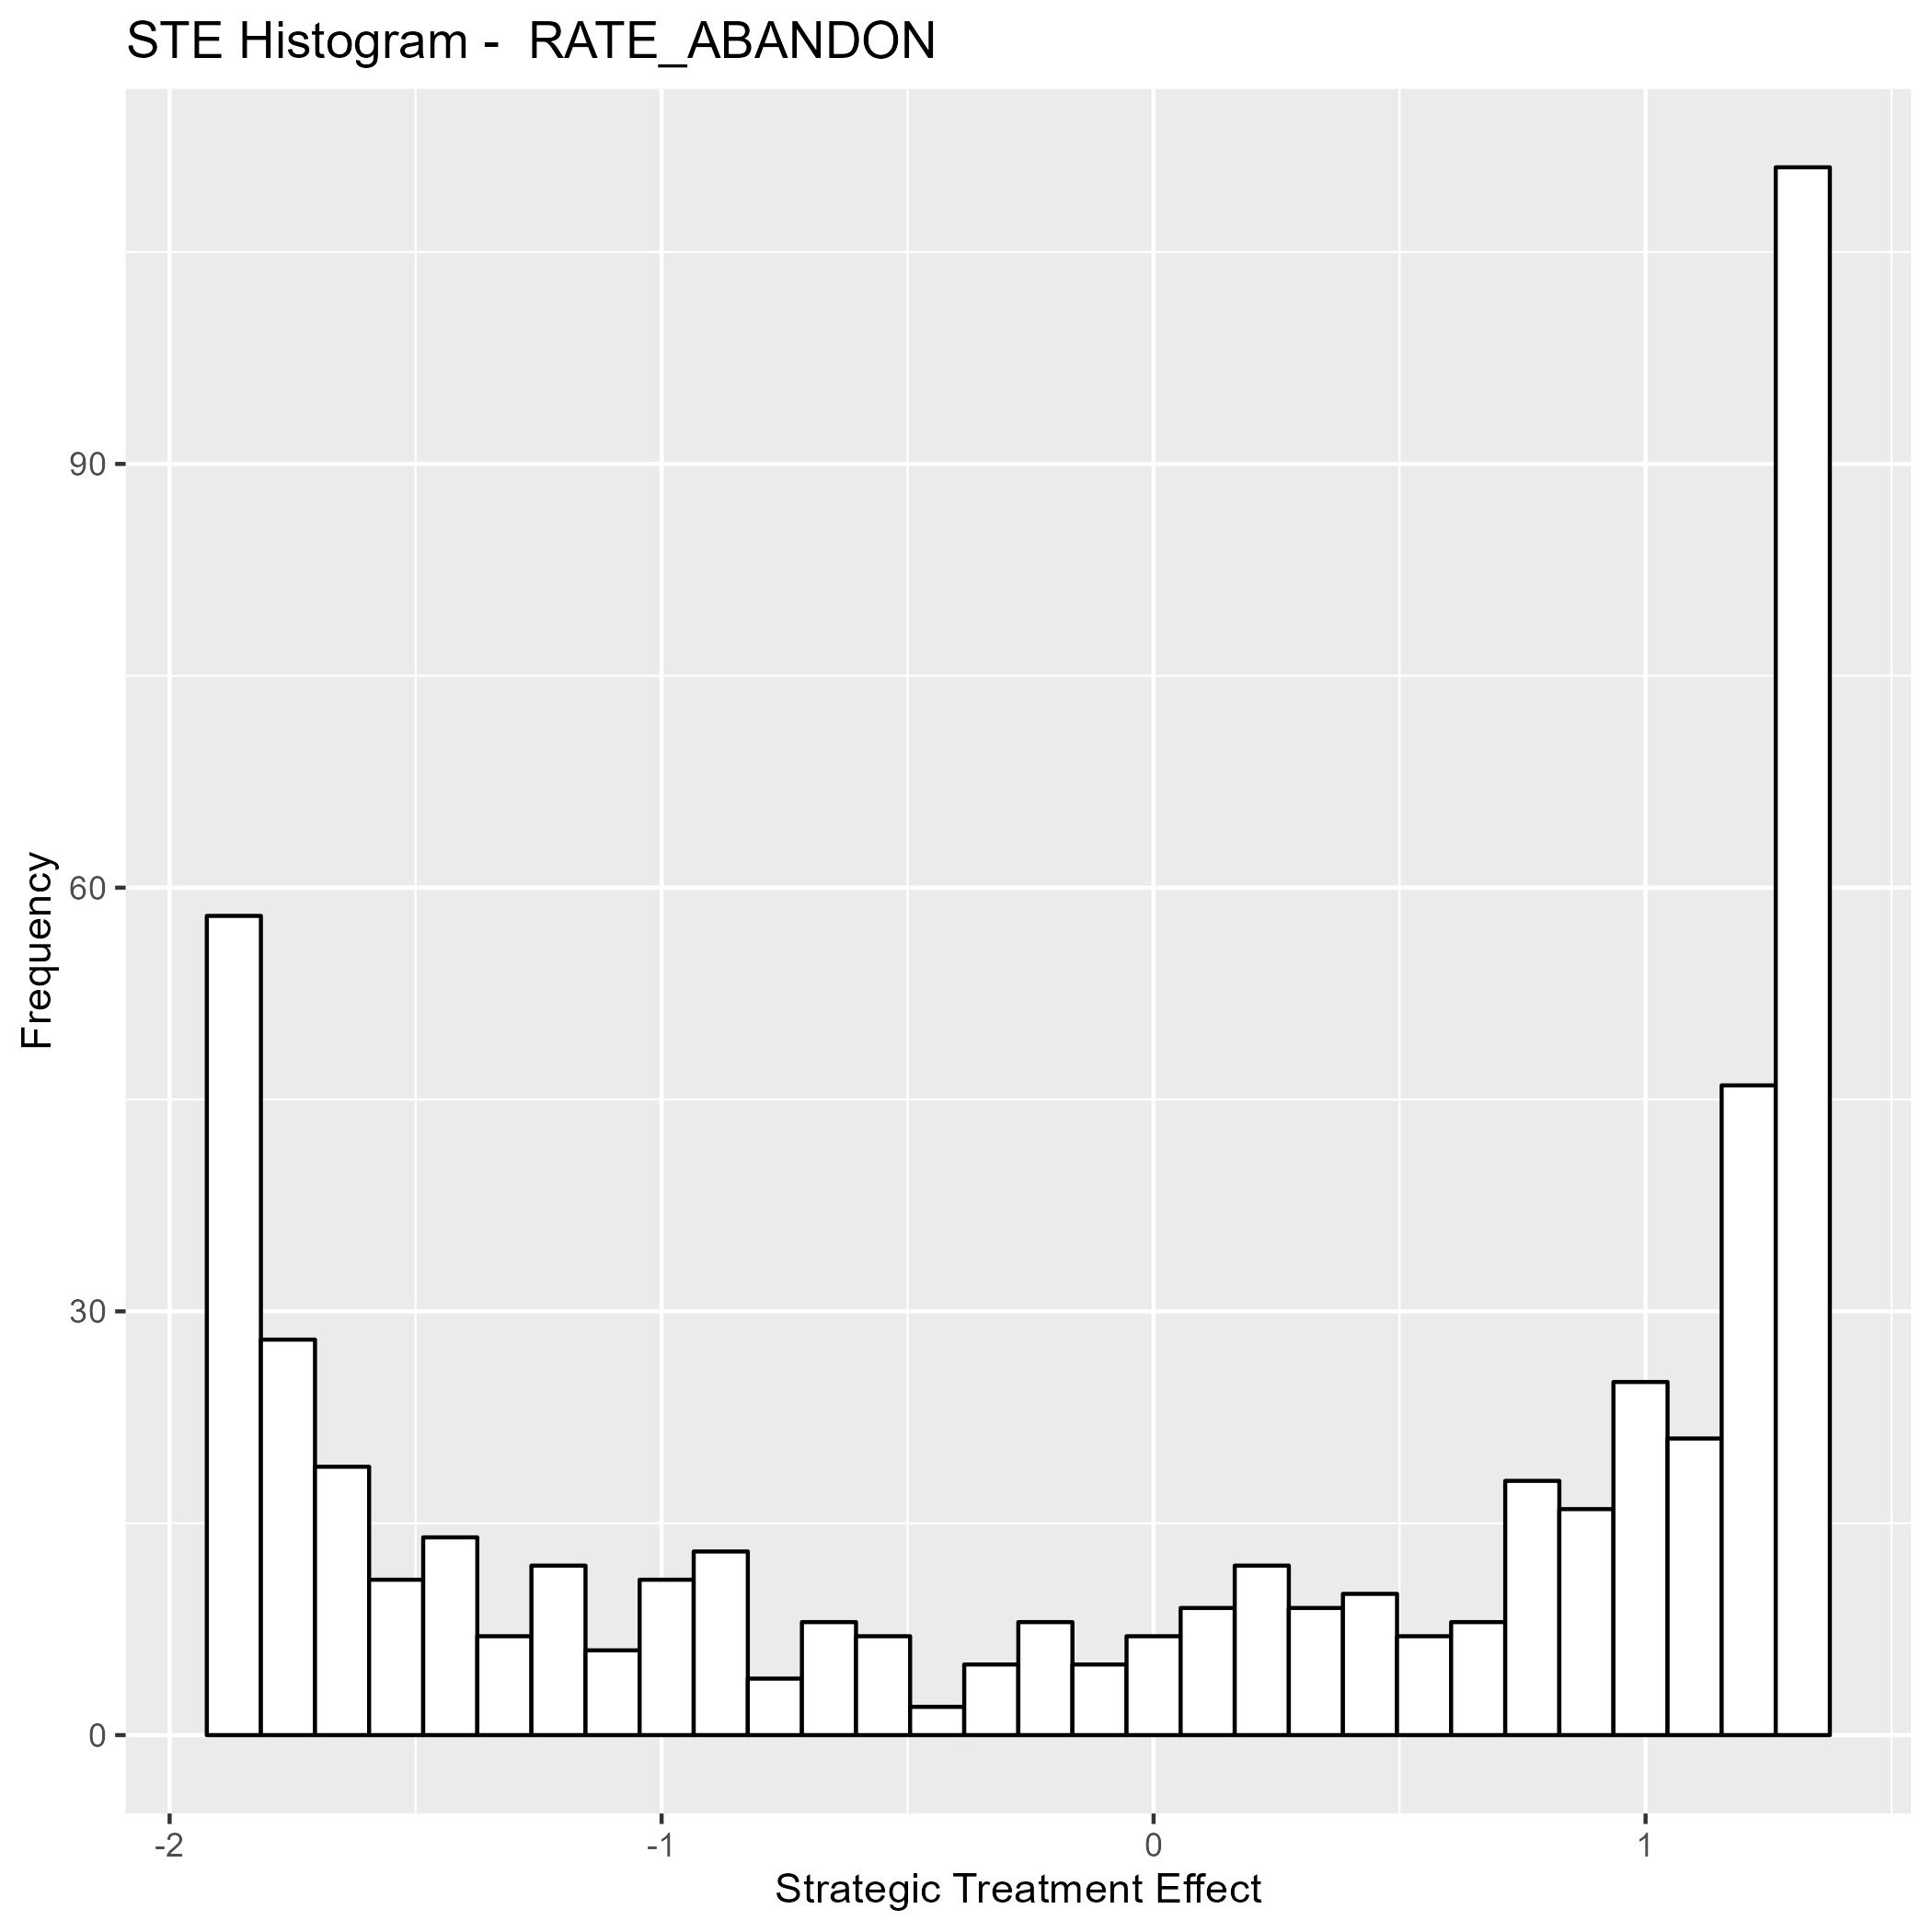 STE Histogram -  RATE_ABANDON
90
60
30
0
Frequency
-2
-1
0
1
Strategic Treatment Effect